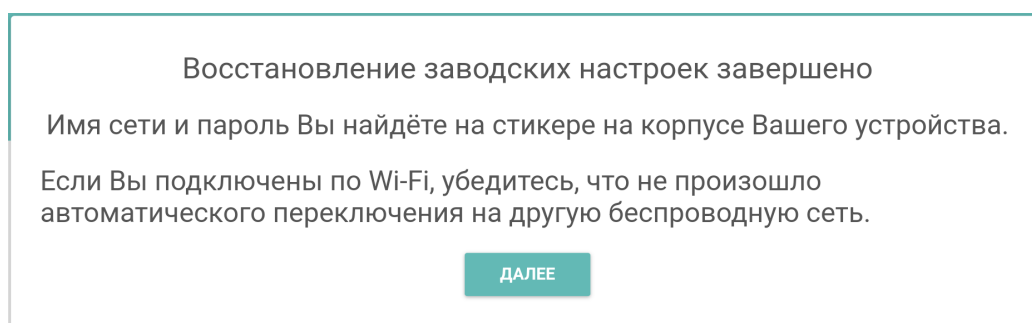 Восстановление заводских настроек завершено
Имя сети и пароль Вы найдёте на стикере на корпусе Вашего устройства.
Если Вы подключены по Wi-Fi, убедитесь, что не произошло
автоматического переключения на другую беспроводную сеть.
ДАЛЕЕ